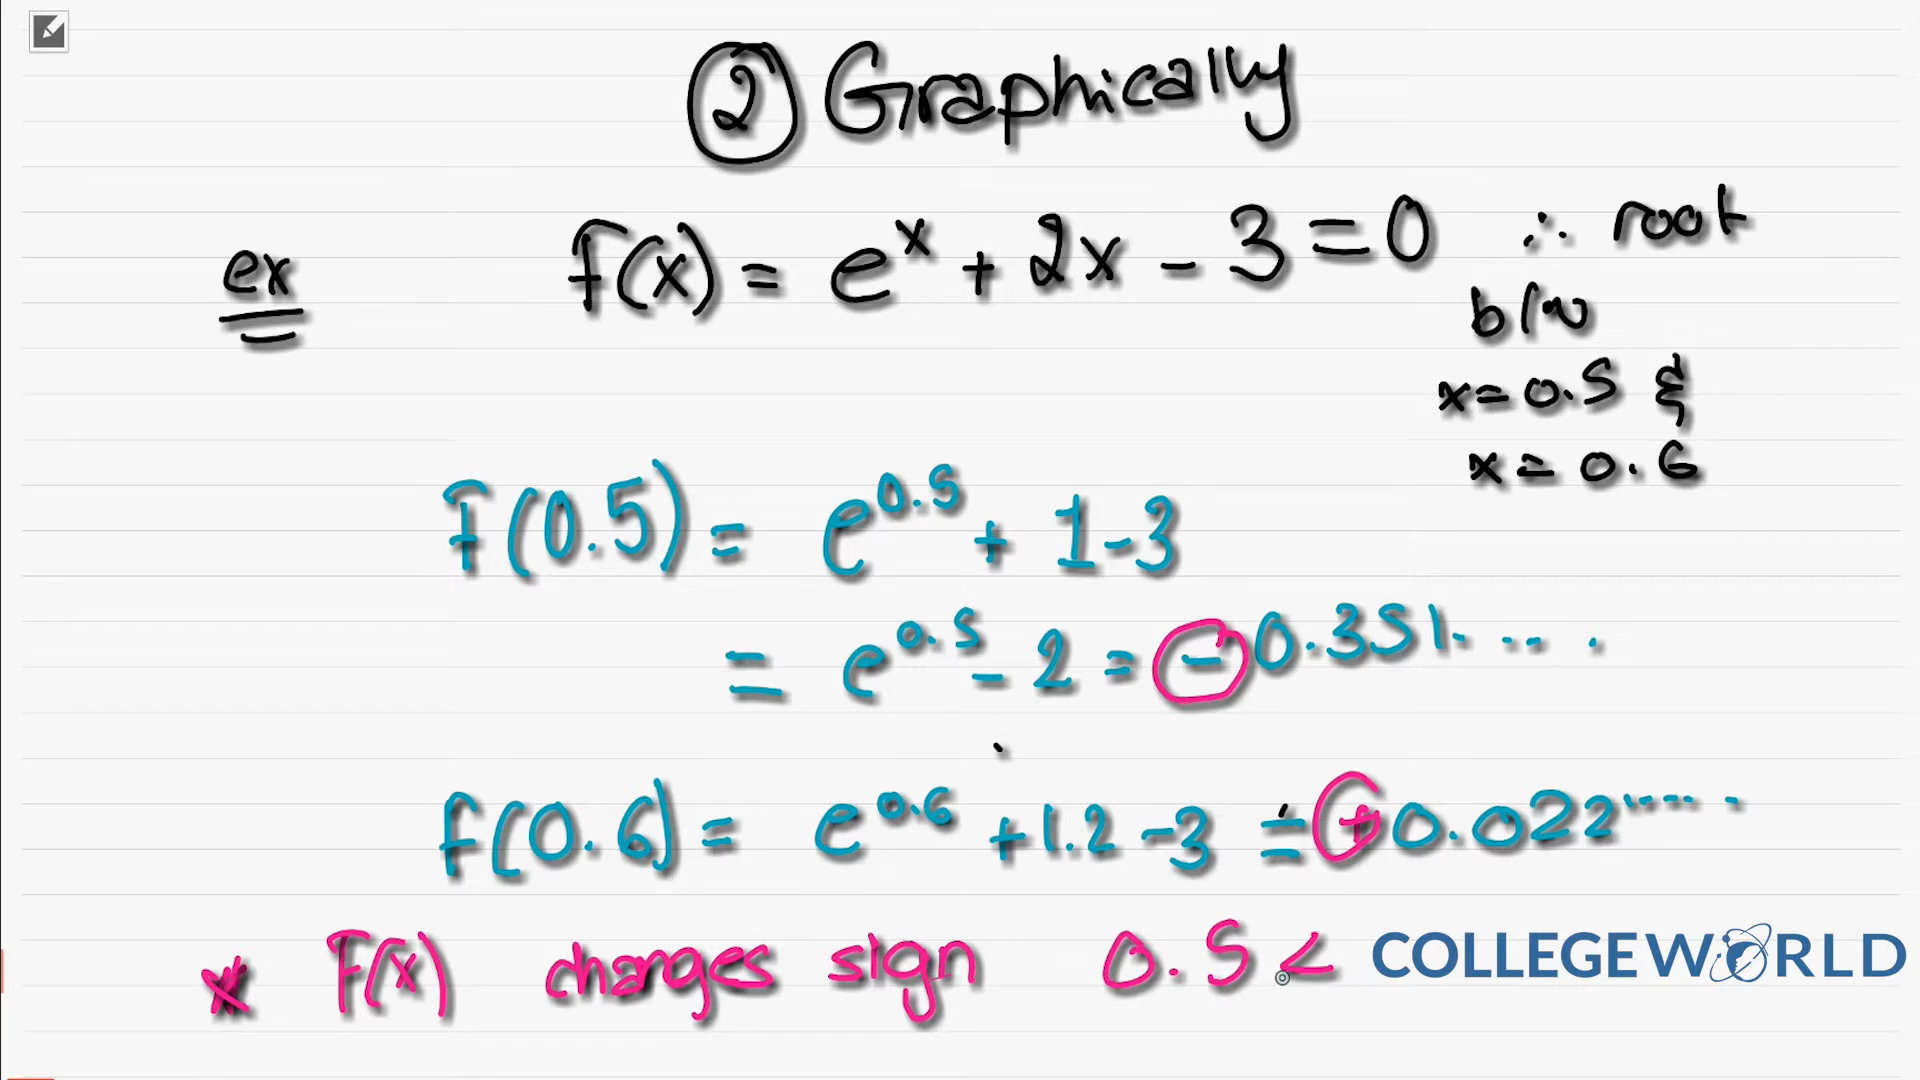 ② Graphically
ex f(x) = e^x + 2x - 3 = 0 ∴ root
b/w
x = 0.5 &
x = 0.6
f(0.5) = e^0.5 + 1 - 3
= e^0.5 - 2 = -0.351.....
f(0.6) = e^0.6 + 1.2 - 3 = +0.022.....
* f(x) changes sign 0.5 <
COLLEGEWORLD